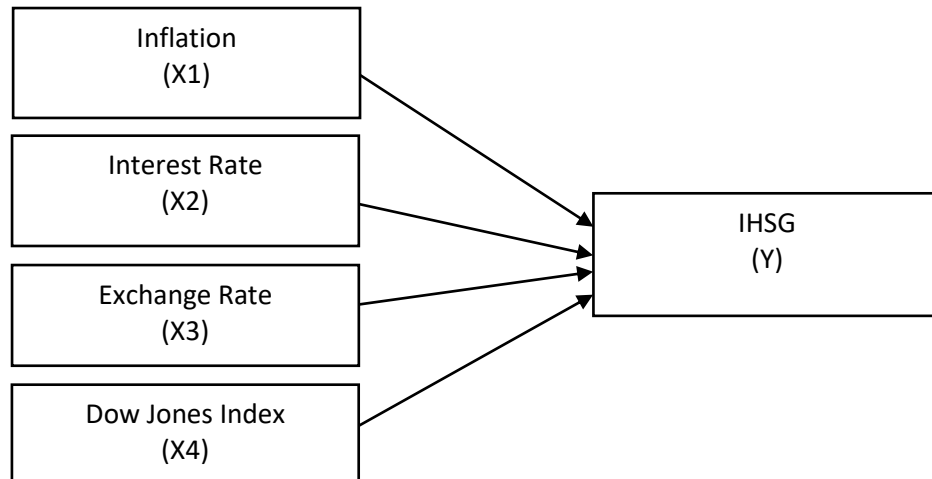 Inflation
(X1)
Interest Rate
(X2)
Exchange Rate
(X3)
Dow Jones Index
(X4)
IHSG
(Y)